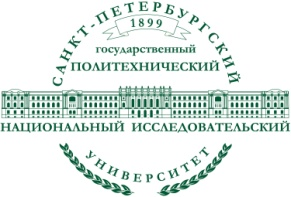 САНКТ-ПЕТЕРБУРГСКИЙ
1899
государственный
ПОЛИТЕХНИЧЕСКИЙ
НАЦИОНАЛЬНЫЙ ИССЛЕДОВАТЕЛЬСКИЙ
УНИВЕРСИТЕТ